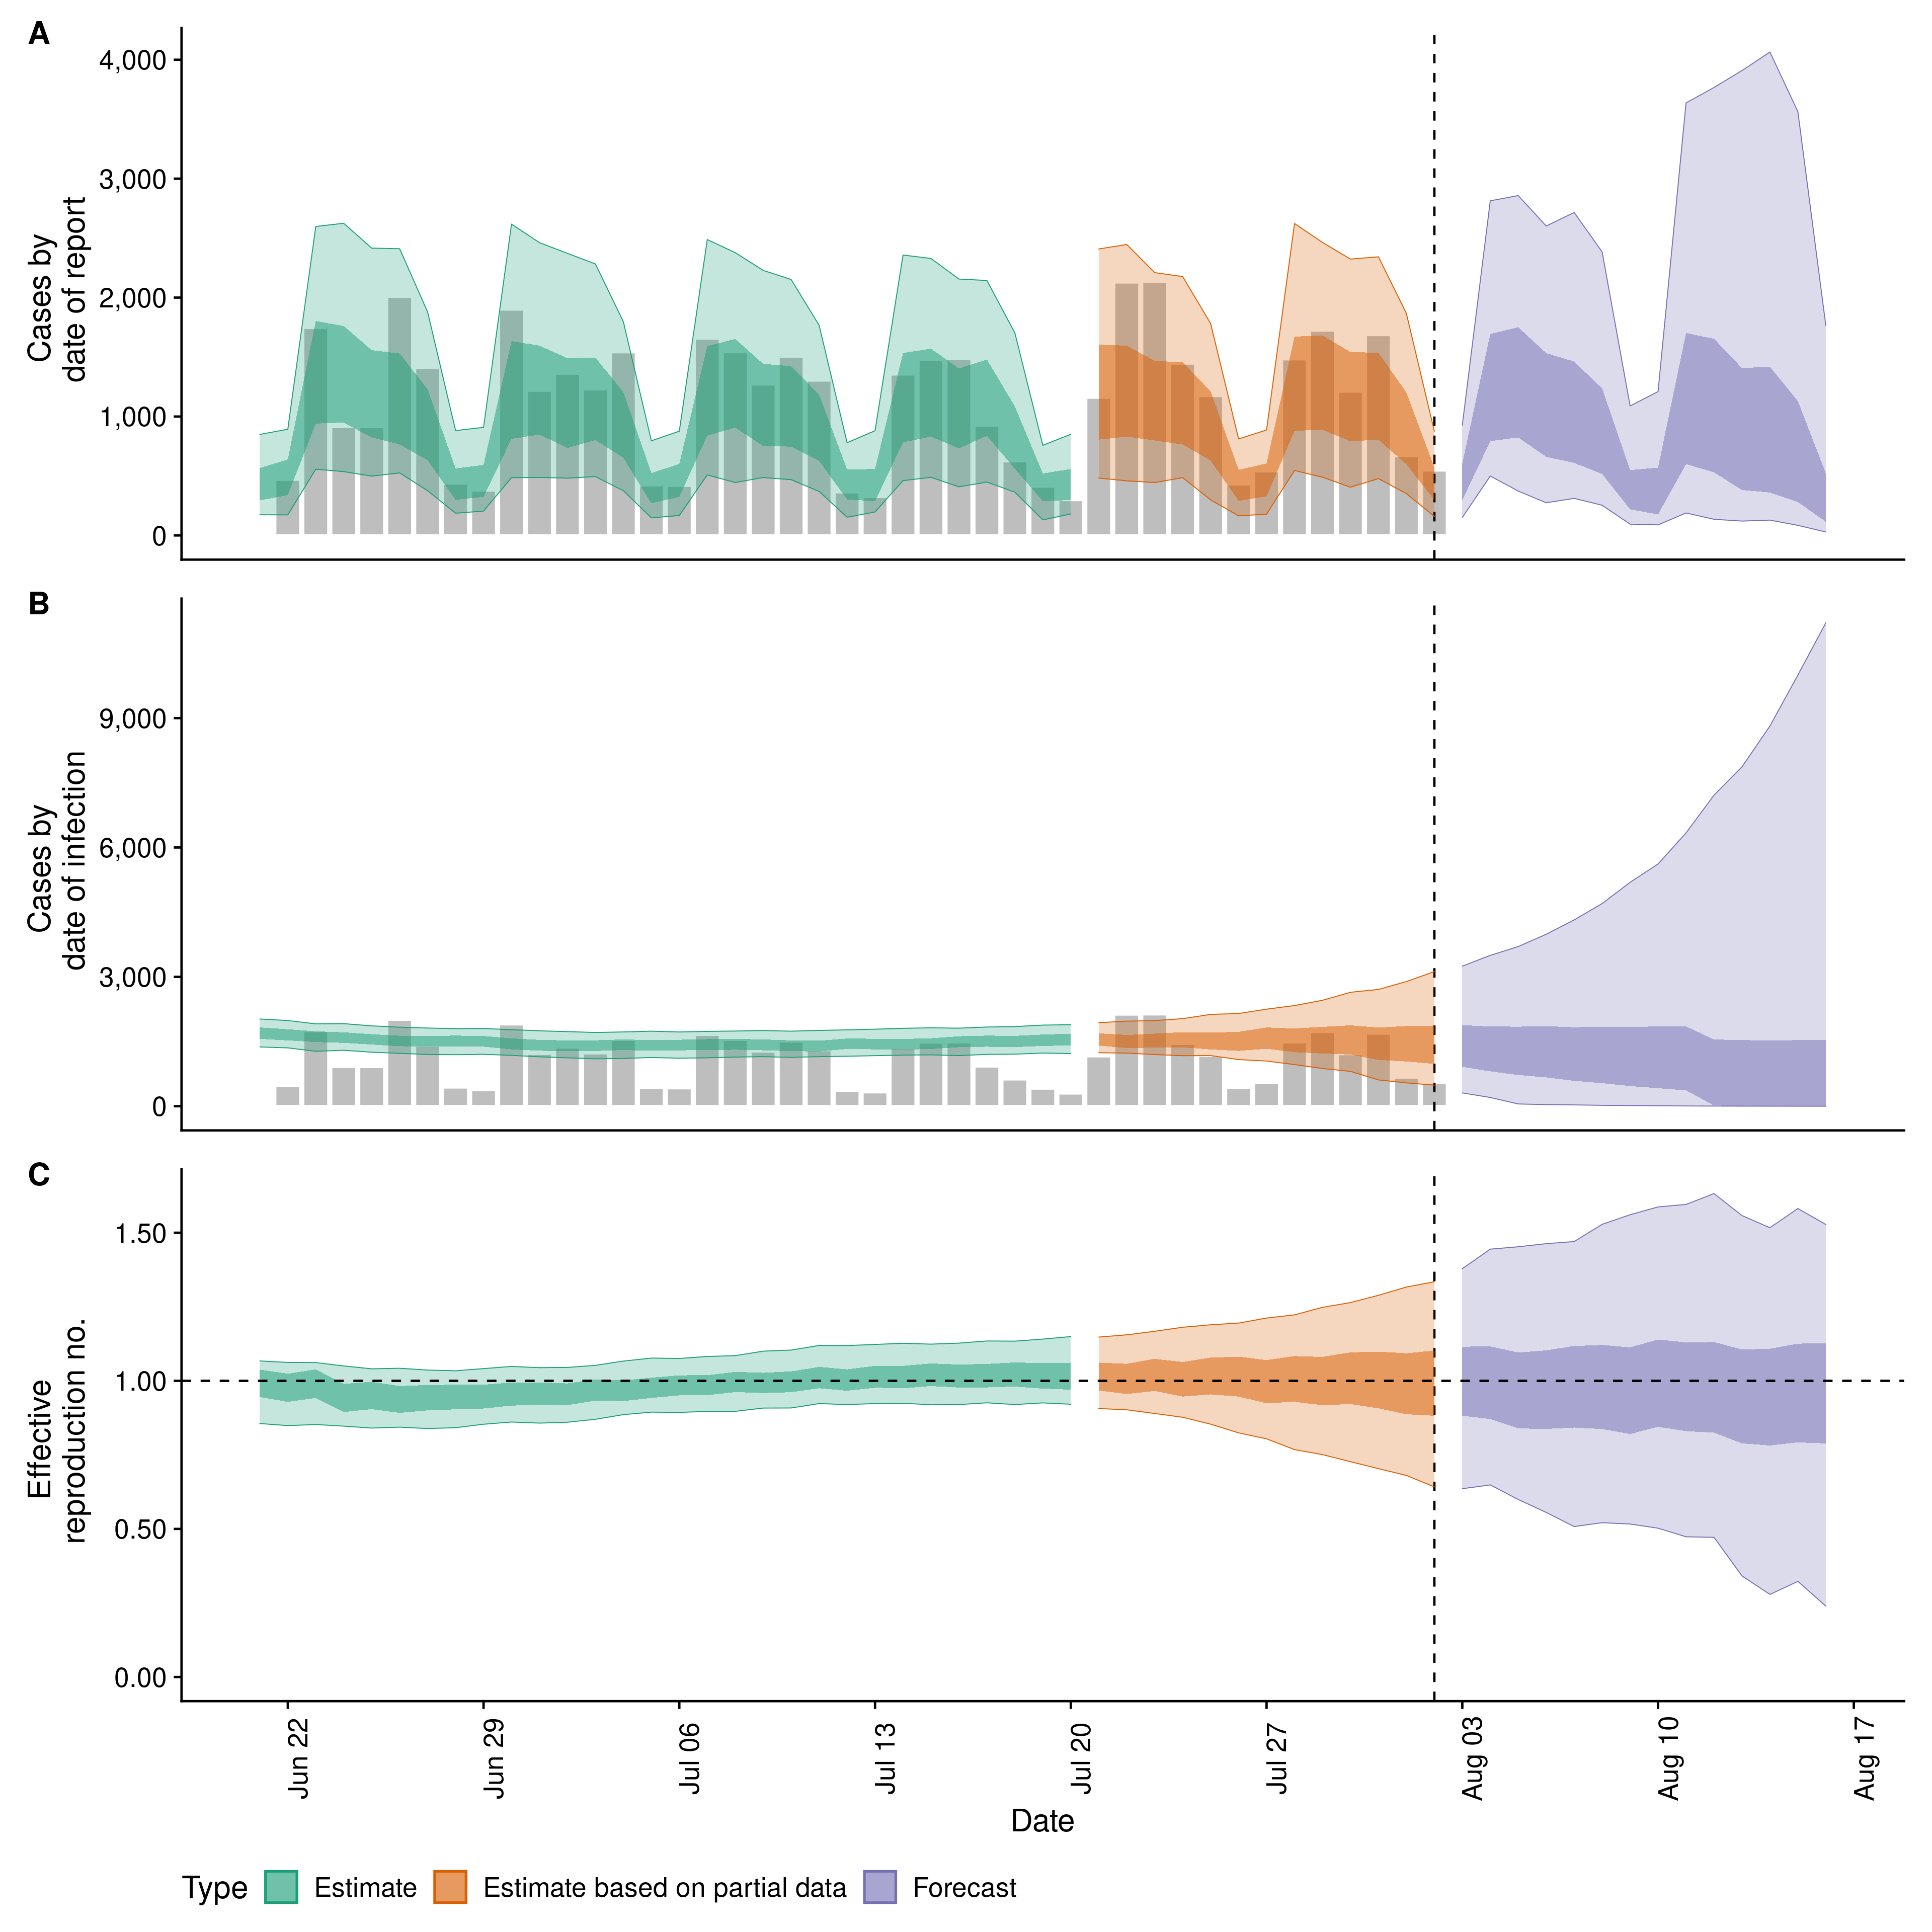 A
4,000
3,000
2,000
1,000
0
Cases by
date of report
B
9,000
6,000
3,000
0
Cases by
date of infection
C
1.50
1.00
0.50
0.00
Effective
reproduction no.
Jun 22
Jun 29
Jul 06
Jul 13
Jul 20
Jul 27
Aug 03
Aug 10
Aug 17
Date
Type
Estimate
Estimate based on partial data
Forecast